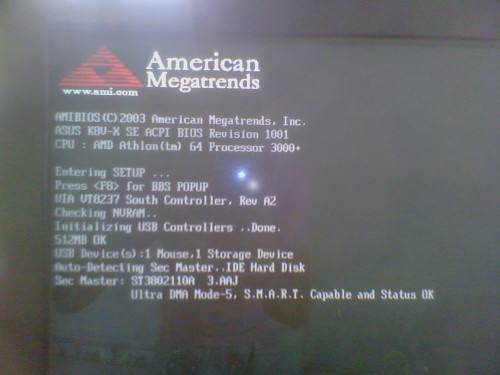 American
Megatrends
www.ami.com
AMIBIOS(C)2003 American Megatrends, Inc.
ASUS K8V-X SE ACPI BIOS Revision 1001
CPU : AMD Athlon(tm) 64 Processor 3000+
Entering SETUP ...
Press <F8> for BBS POPUP
VIA VT8237 South Controller, Rev A2
Checking NVRAM..
Initializing USB Controllers ..Done.
512MB OK
USB Device(s):1 Mouse,1 Storage Device
Auto-Detecting Sec Master..IDE Hard Disk
Sec Master: ST3802110A 3.AAJ
Ultra DMA Mode-5, S.M.A.R.T. Capable and Status OK